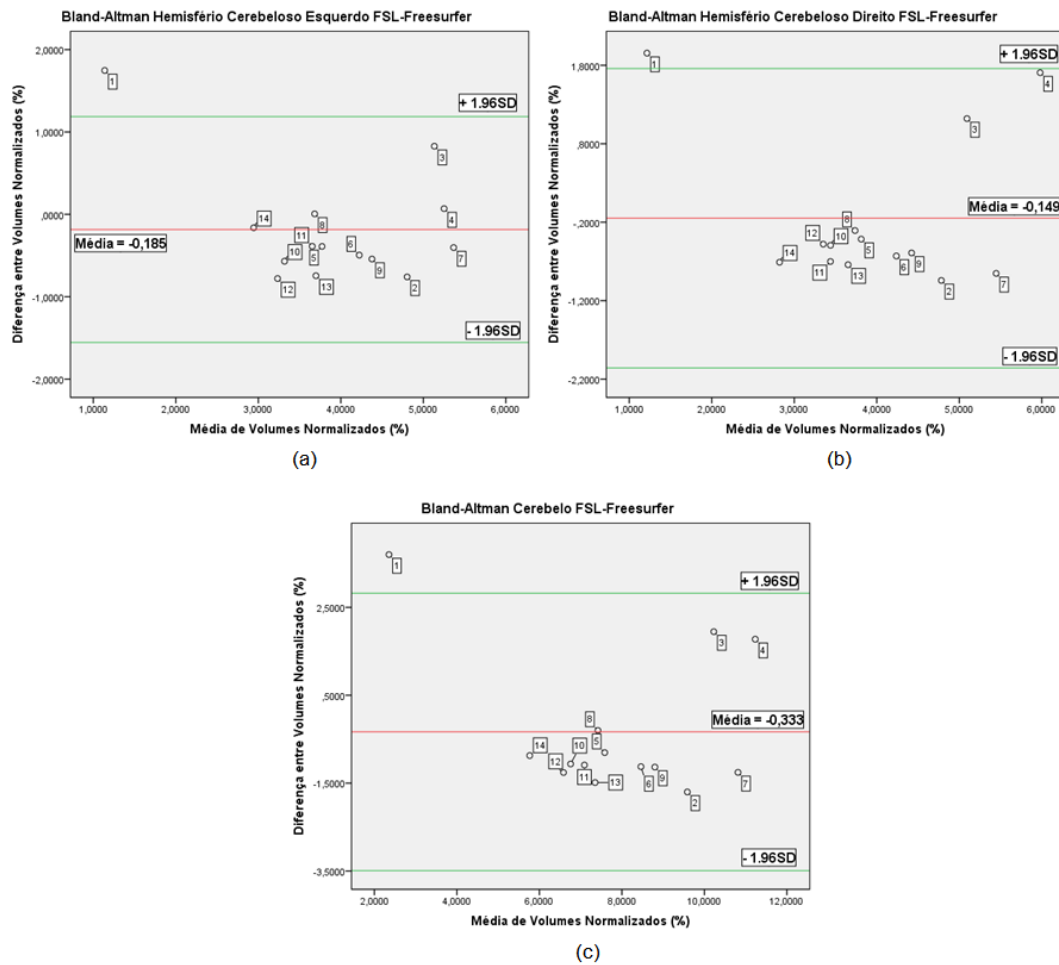 Bland-Altman Hemisfério Cerebeloso Esquerdo FSL-Freesurfer
Diferença entre Volumes Normalizados (%)
2,0000
1,0000
,0000
-1,0000
-2,0000
+ 1.96SD
Média = -0,185
- 1.96SD
1
3
14
8
4
11
10
5
6
7
9
12
13
2
1,0000 2,0000 3,0000 4,0000 5,0000 6,0000
Média de Volumes Normalizados (%)
(a)
Bland-Altman Hemisfério Cerebeloso Direito FSL-Freesurfer
Diferença entre Volumes Normalizados (%)
1,8000
,8000
-,2000
-1,2000
-2,2000
+ 1.96SD
Média = -0,149
- 1.96SD
1
4
3
8
12
10
14
5
11
13
6
9
2
7
1,0000 2,0000 3,0000 4,0000 5,0000 6,0000
Média de Volumes Normalizados (%)
(b)
Bland-Altman Cerebelo FSL-Freesurfer
Diferença entre Volumes Normalizados (%)
2,5000
,5000
-1,5000
-3,5000
+ 1.96SD
Média = -0,333
- 1.96SD
1
3
4
8
14
10
5
12
11
13
6
9
7
2
2,0000 4,0000 6,0000 8,0000 10,0000 12,0000
Média de Volumes Normalizados (%)
(c)